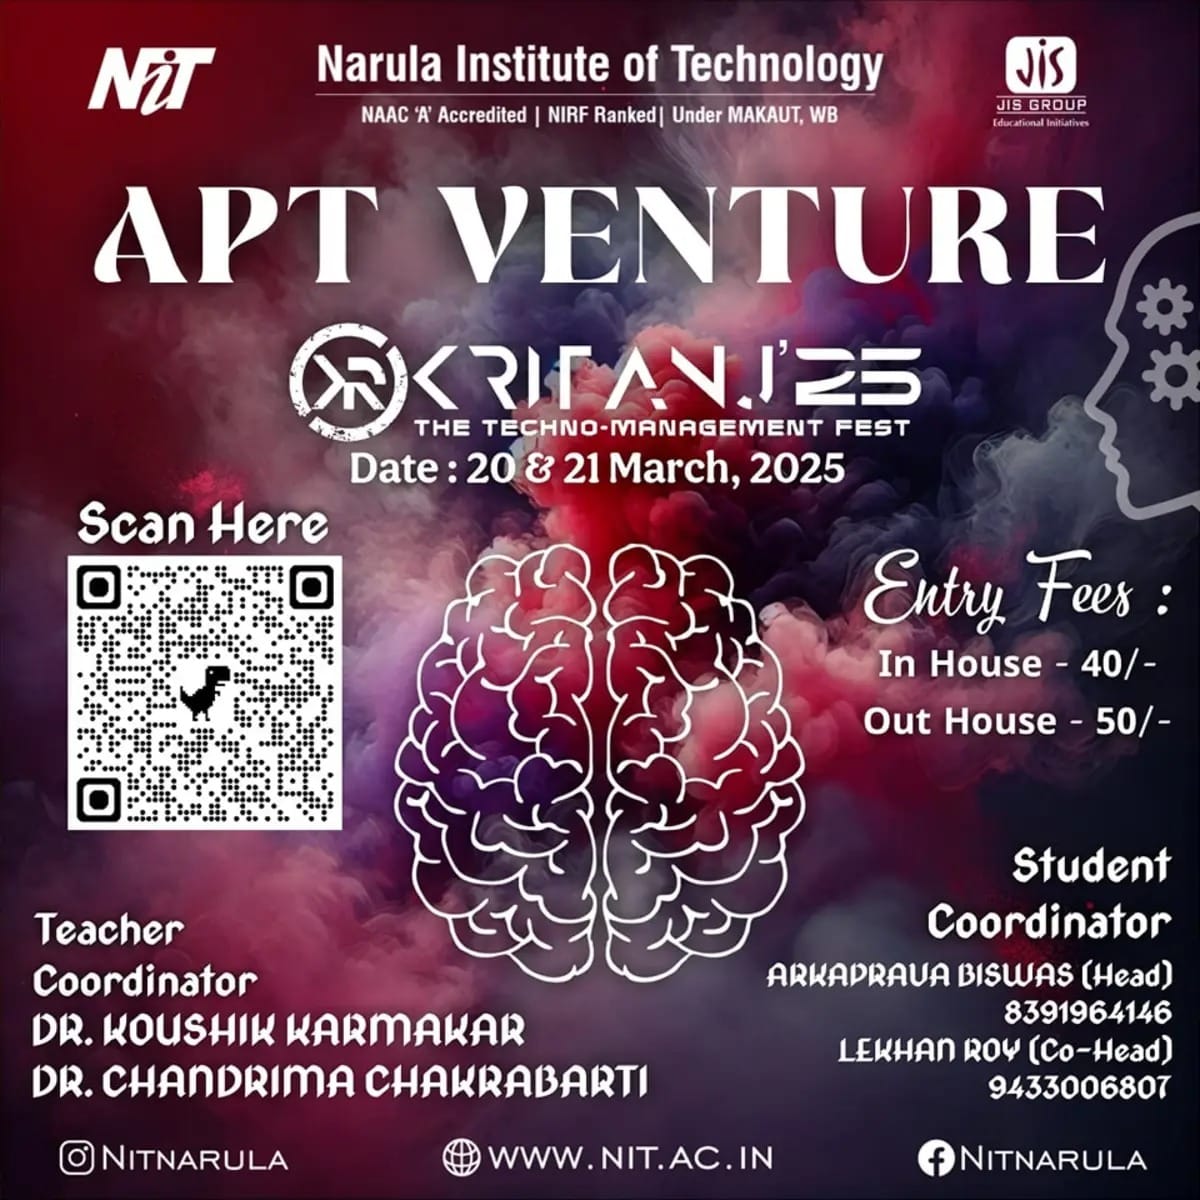 NiT
Narula Institute of Technology
NAAC ‘A’ Accredited | NIRF Ranked| Under MAKAUT, WB
JIS
JIS GROUP
Educational Initiatives
APT VENTURE
KR KRITANJ’25
THE TECHNO-MANAGEMENT FEST
Date : 20 & 21 March, 2025
Scan Here
Entry Fees :
In House - 40/-
Out House - 50/-
Teacher
Coordinator
DR. KOUSHIK KARMAKAR
DR. CHANDRIMA CHAKRABARTI
Student
Coordinator
ARKAPRAVA BISWAS (Head)
8391964146
LEKHAN ROY (Co-Head)
9433006807
NITNARULA
WWW.NIT.AC.IN
NITNARULA